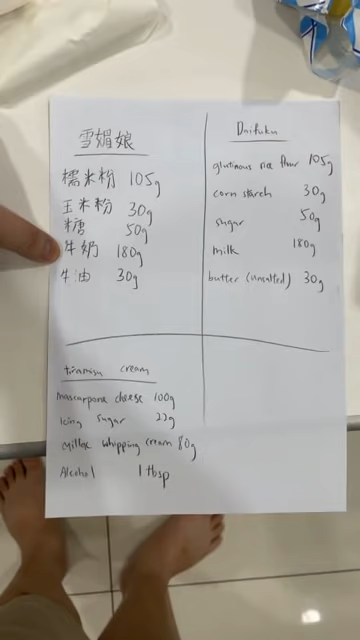 雪媚娘
糯米粉 105g
玉米粉 30g
糖 50g
牛奶 180g
牛油 30g
Daifuku
glutinous rice flour 105g
corn starch 30g
sugar 50g
milk 180g
butter (unsalted) 30g
tiramisu cream
mascarpone cheese 100g
Icing sugar 22g
millac whipping cream 80g
Alcohol 1 tbsp